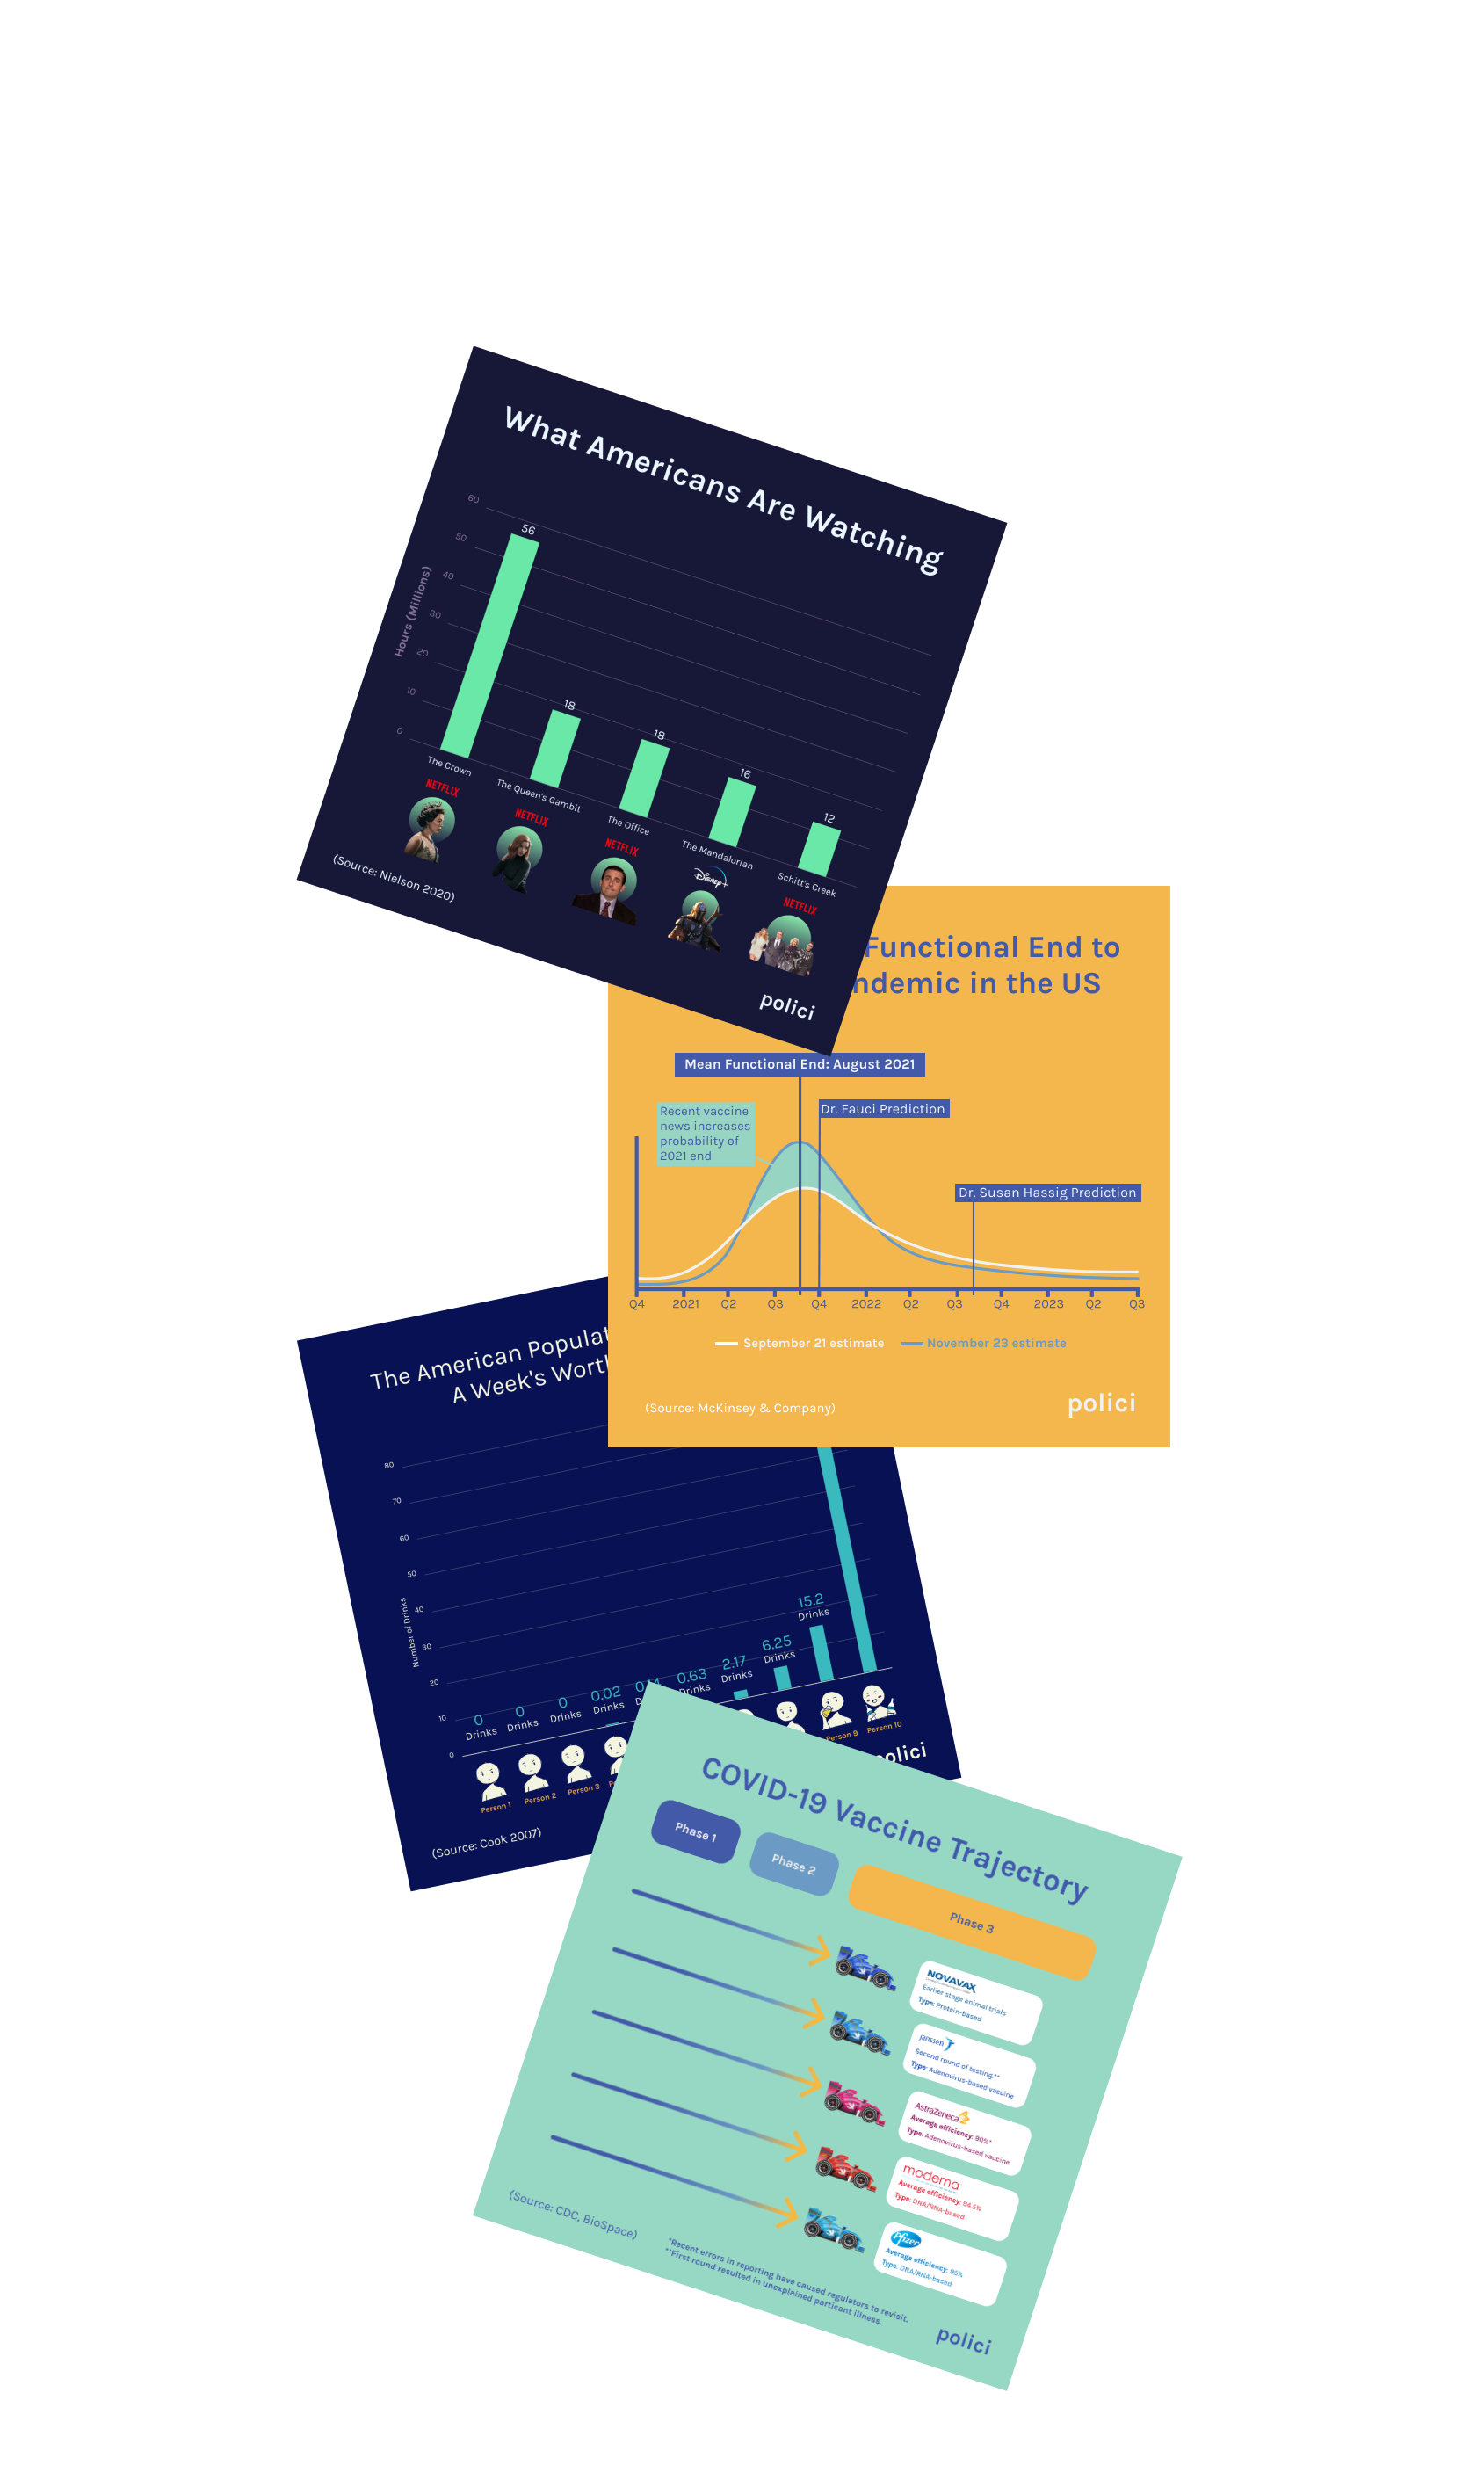 What Americans Are Watching
Hours (Millions)
60
50
40
30
20
10
0
56
18
18
16
12
The Crown
The Queen's Gambit
The Office
The Mandalorian
Schitt's Creek
NETFLIX
NETFLIX
NETFLIX
Disney+
NETFLIX
(Source: Nielson 2020)
polici
Functional End to
ndemic in the US
Mean Functional End: August 2021
Dr. Fauci Prediction
Recent vaccine
news increases
probability of
2021 end
Dr. Susan Hassig Prediction
Q4 2021 Q2 Q3 Q4 2022 Q2 Q3 Q4 2023 Q2 Q3
September 21 estimate
November 23 estimate
(Source: McKinsey & Company)
polici
The American Populat
A Week's Wort
Number of Drinks
80
70
60
50
40
30
20
10
0
0
Drinks
0
Drinks
0
Drinks
0.02
Drinks
0.63
Drinks
2.17
Drinks
6.25
Drinks
15.2
Drinks
Person 1
Person 2
Person 3
Person 9
Person 10
(Source: Cook 2007)
polici
COVID-19 Vaccine Trajectory
Phase 1
Phase 2
Phase 3
NOVAVAX
Earlier stage animal trials
Type: Protein-based
janssen
Second round of testing.**
Type: Adenovirus-based vaccine
AstraZeneca
Average efficiency: 90%*
Type: Adenovirus-based vaccine
moderna
Average efficiency: 94.5%
Type: DNA/RNA-based
Pfizer
Average efficiency: 95%
Type: DNA/RNA-based
(Source: CDC, BioSpace)
*Recent errors in reporting have caused regulators to revisit.
**First round resulted in unexplained particant illness.
polici